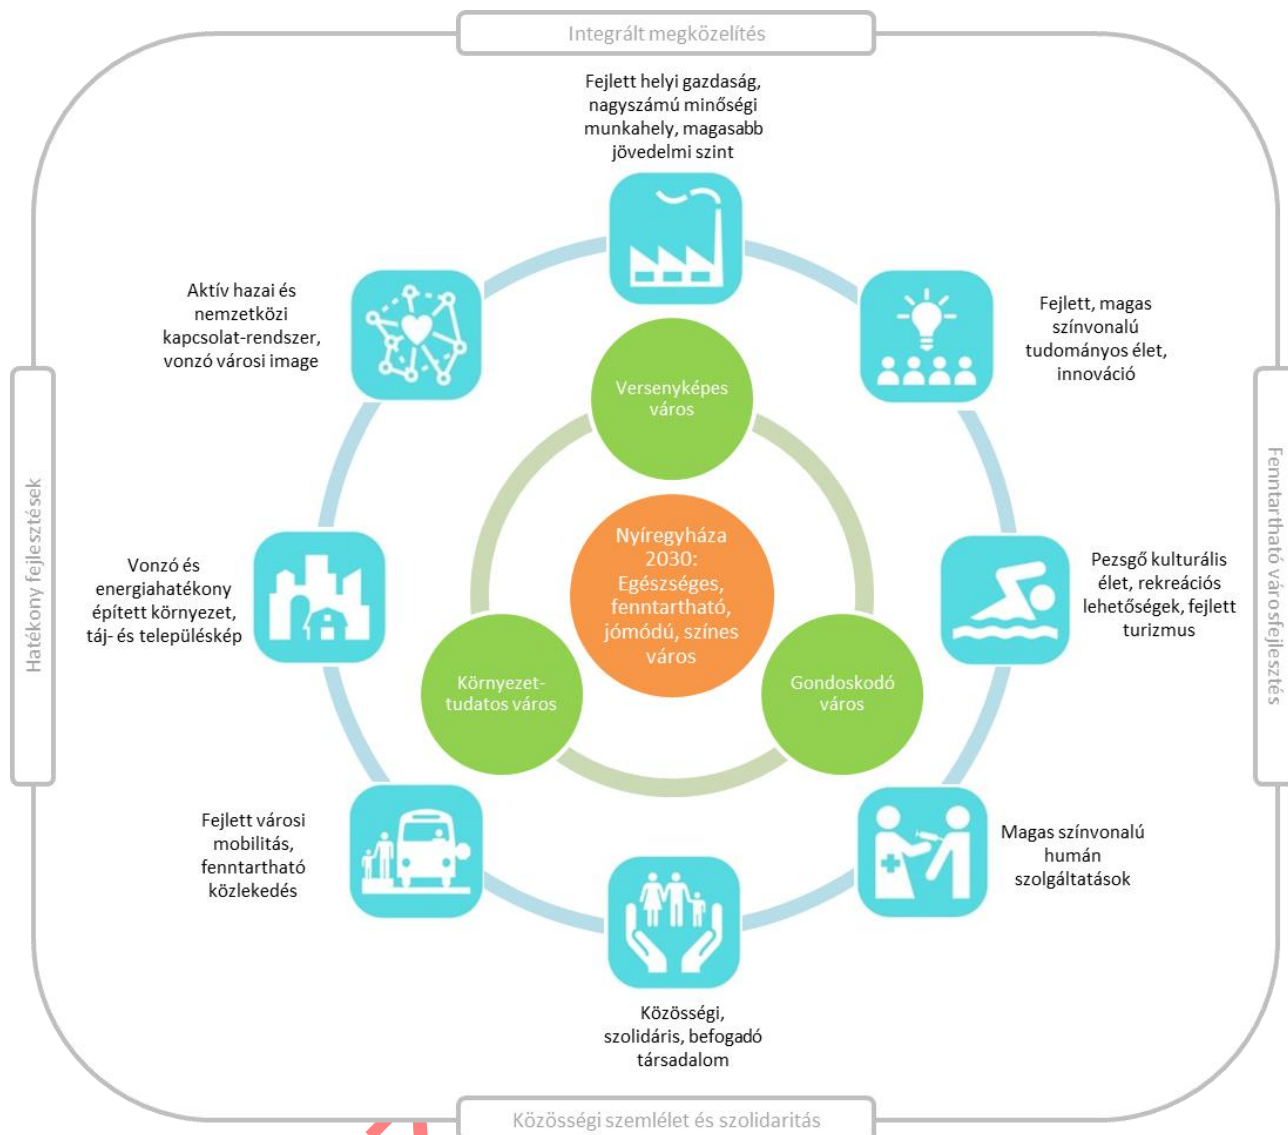 Integrált megközelítés
Fejlett helyi gazdaság,
nagyszámú minőségi
munkahely, magasabb
jövedelmi szint
Aktív hazai és
nemzetközi
kapcsolat-rendszer,
vonzó városi image
Fejlett, magas
színvonalú
tudományos élet,
innováció
Versenyképes
város
Hatékony fejlesztések
Fenntartható városfejlesztés
Nyíregyháza
2030:
Egészséges,
fenntartható,
jómódú, színes
város
Vonzó és
energiahatékony
épített környezet,
táj- és településkép
Pezsgő kulturális
élet, rekreációs
lehetőségek, fejlett
turizmus
Környezet-
tudatos város
Gondoskodó
város
Fejlett városi
mobilitás,
fenntartható
közlekedés
Magas színvonalú
humán
szolgáltatások
Közösségi,
szolidáris, befogadó
társadalom
Közösségi szemlélet és szolidaritás